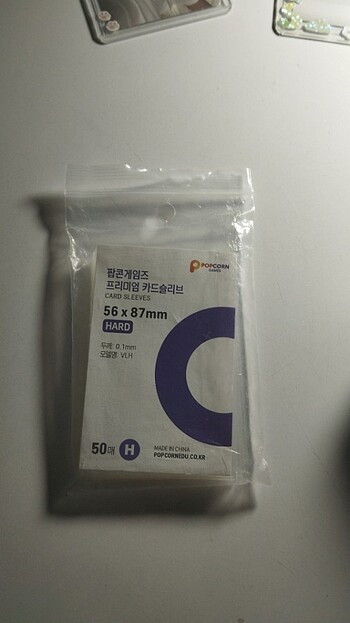 POPCORN
GAMES
팝콘게임즈
프리미엄 카드슬리브
CARD SLEEVES
56 x 87mm
HARD
두께: 0.1mm
모델명: VI.H
50매 H
MADE IN CHINA
POPCORNEDU.CO.KR